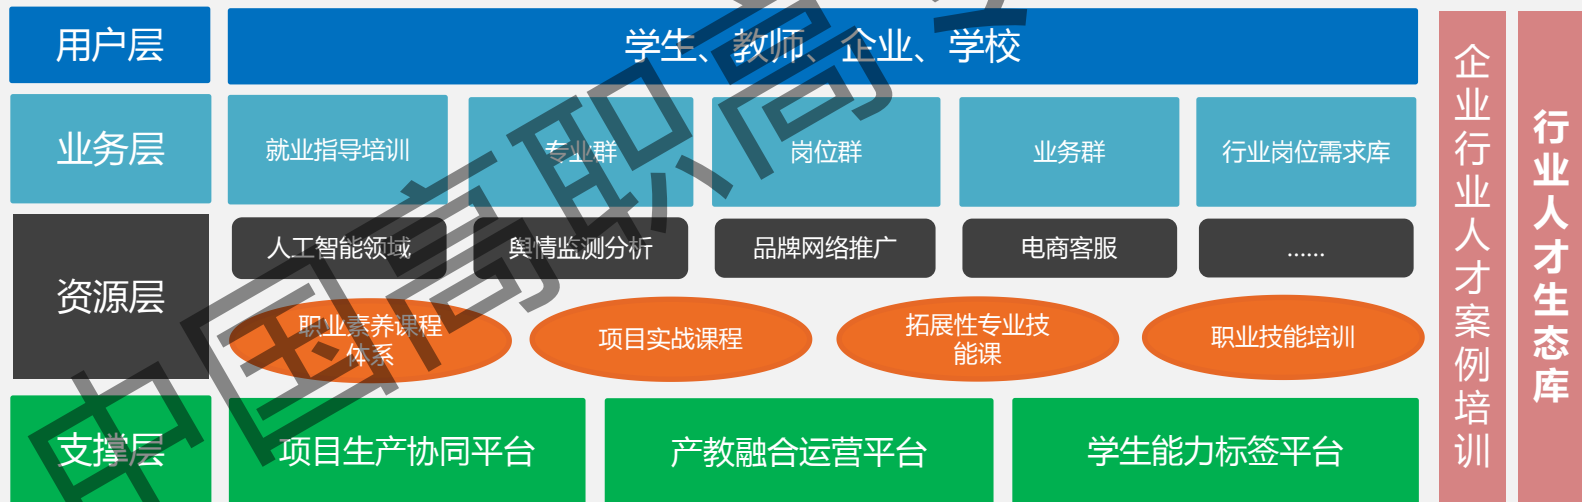 用户层
学生、教师、企业、学校
业务层
就业指导培训
专业群
岗位群
业务群
行业岗位需求库
资源层
人工智能领域
舆情监测分析
品牌网络推广
电商客服
......
职业素养课程
体系
项目实战课程
拓展性专业技
能课
职业技能培训
支撑层
项目生产协同平台
产教融合运营平台
学生能力标签平台
企业行业人才案例培训
行业人才生态库
中国高职高